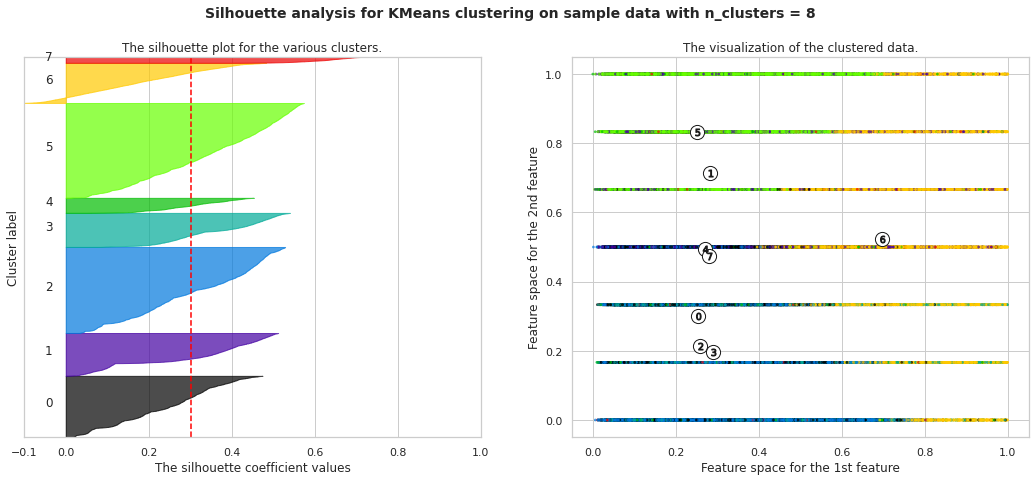 Silhouette analysis for KMeans clustering on sample data with n_clusters = 8
The silhouette plot for the various clusters.
7
6
5
4
3
2
1
0
Cluster label
−0.1 0.0 0.2 0.4 0.6 0.8 1.0
The silhouette coefficient values
The visualization of the clustered data.
1.0
0.8
0.6
0.4
0.2
0.0
Feature space for the 2nd feature
5
1
6
4
7
0
2
3
0.0 0.2 0.4 0.6 0.8 1.0
Feature space for the 1st feature